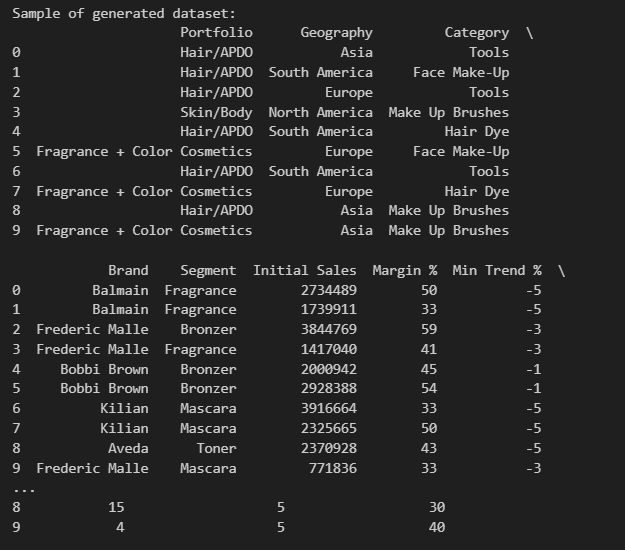 Sample of generated dataset:
Portfolio Geography Category \
0 Hair/APDO Asia Tools
1 Hair/APDO South America Face Make-Up
2 Hair/APDO Europe Tools
3 Skin/Body North America Make Up Brushes
4 Hair/APDO South America Hair Dye
5 Fragrance + Color Cosmetics Europe Face Make-Up
6 Hair/APDO South America Tools
7 Fragrance + Color Cosmetics Europe Hair Dye
8 Hair/APDO Asia Make Up Brushes
9 Fragrance + Color Cosmetics Asia Make Up Brushes
Brand Segment Initial Sales Margin % Min Trend % \
0 Balmain Fragrance 2734489 50 -5
1 Balmain Fragrance 1739911 33 -5
2 Frederic Malle Bronzer 3844769 59 -3
3 Frederic Malle Fragrance 1417040 41 -3
4 Bobbi Brown Bronzer 2000942 45 -1
5 Bobbi Brown Bronzer 2928388 54 -1
6 Kilian Mascara 3916664 33 -5
7 Kilian Mascara 2325665 50 -5
8 Aveda Toner 2370928 43 -5
9 Frederic Malle Mascara 771836 33 -3
...
8 15 5 30
9 4 5 40